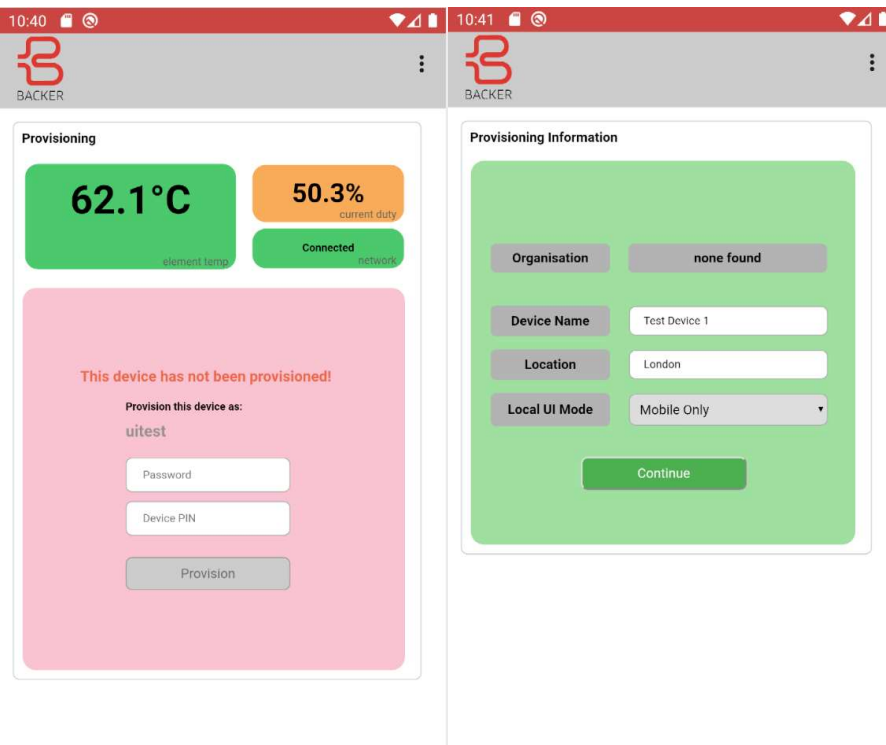 10:40
BACKER
Provisioning
62.1°C
element temp
50.3%
current duty
Connected
network
This device has not been provisioned!
Provision this device as:
uitest
Password
Device PIN
Provision
10:41
BACKER
Provisioning Information
Organisation none found
Device Name Test Device 1
Location London
Local UI Mode Mobile Only
Continue